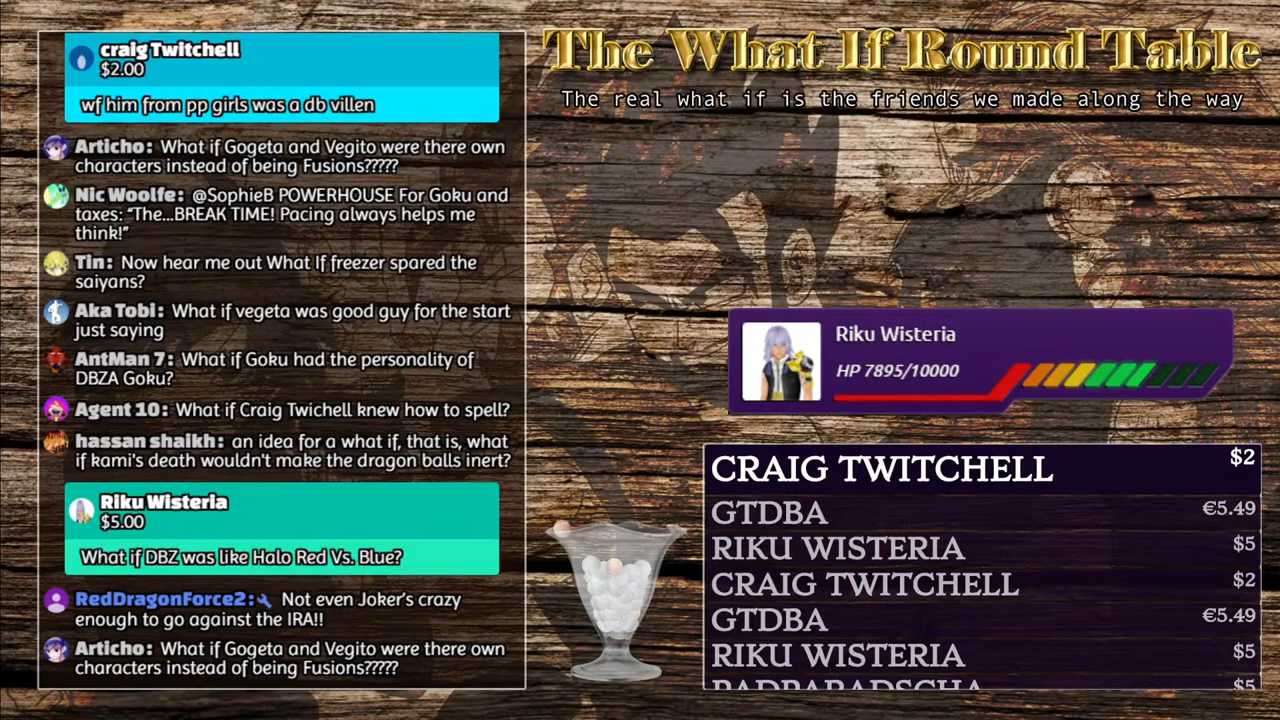 craig Twitchell
$2.00
wf him from pp girls was a db villen
Articho: What if Gogeta and Vegito were there own
characters instead of being Fusions?????
Nic Woolfe: @SophieB POWERHOUSE For Goku and
taxes: “The...BREAK TIME! Pacing always helps me
think!”
Tin: Now hear me out What If freezer spared the
saiyans?
Aka Tobi: What if vegeta was good guy for the start
just saying
AntMan 7: What if Goku had the personality of
DBZA Goku?
Agent 10: What if Craig Twichell knew how to spell?
hassan shaikh: an idea for a what if, that is, what
if kami's death wouldn't make the dragon balls inert?
Riku Wisteria
$5.00
What if DBZ was like Halo Red Vs. Blue?
RedDragonForce2: Not even Joker's crazy
enough to go against the IRA!!
Articho: What if Gogeta and Vegito were there own
characters instead of being Fusions?????
The What If Round Table
The real what if is the friends we made along the way
Riku Wisteria
HP 7895/10000
CRAIG TWITCHELL $2
GTDBA €5.49
RIKU WISTERIA $5
CRAIG TWITCHELL $2
GTDBA €5.49
RIKU WISTERIA $5
PADPARADSCHA $5